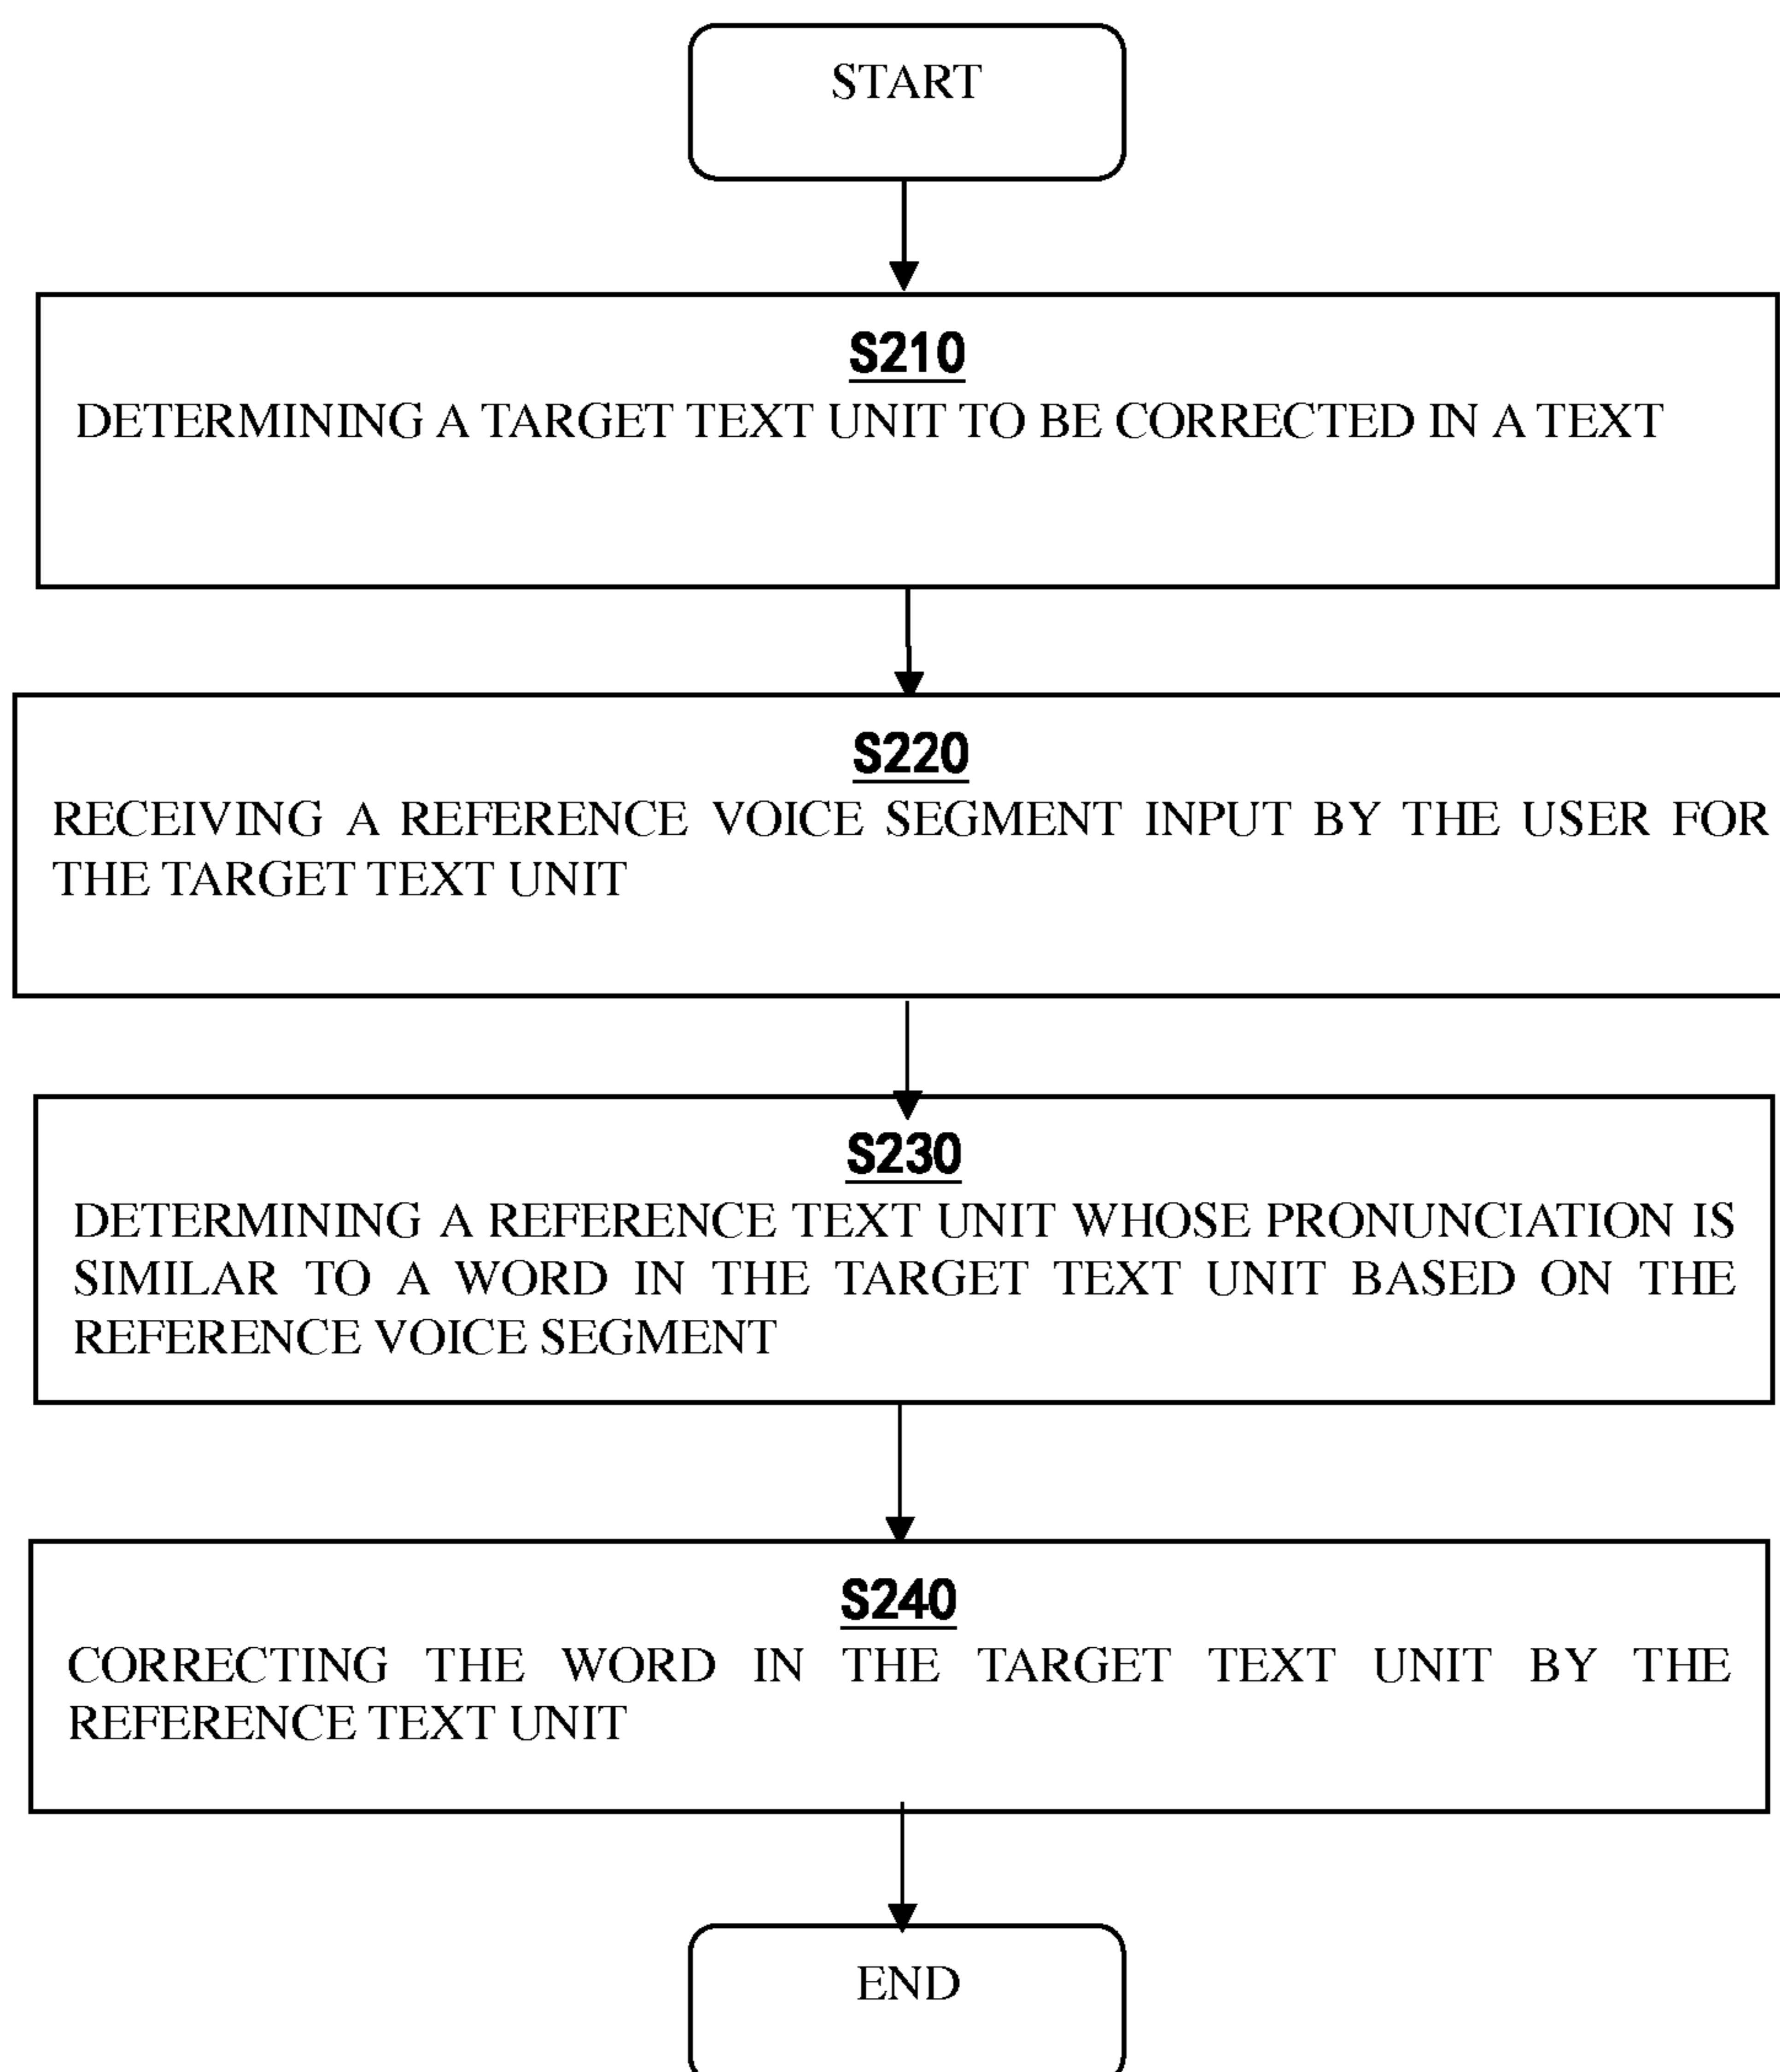 START
S210
DETERMINING A TARGET TEXT UNIT TO BE CORRECTED IN A TEXT
S220
RECEIVING A REFERENCE VOICE SEGMENT INPUT BY THE USER FOR
THE TARGET TEXT UNIT
S230
DETERMINING A REFERENCE TEXT UNIT WHOSE PRONUNCIATION IS
SIMILAR TO A WORD IN THE TARGET TEXT UNIT BASED ON THE
REFERENCE VOICE SEGMENT
S240
CORRECTING THE WORD IN THE TARGET TEXT UNIT BY THE
REFERENCE TEXT UNIT
END